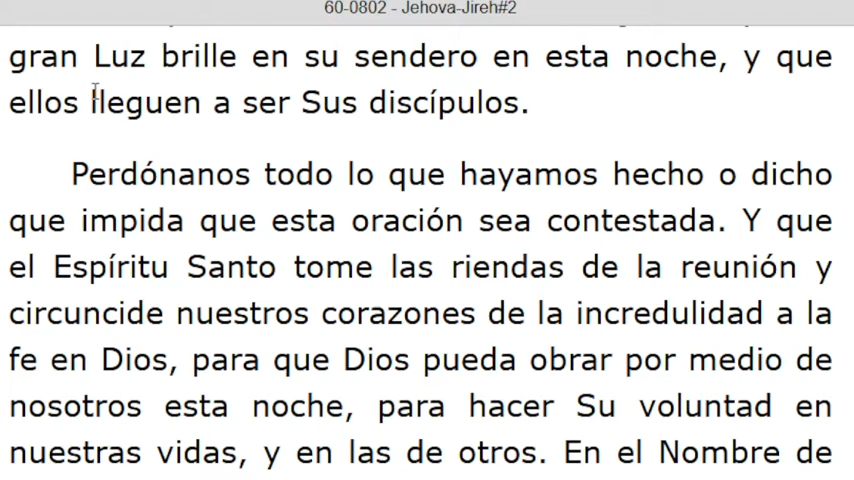 60-0802 - Jehova-Jireh#2
gran Luz brille en su sendero en esta noche, y que
ellos lleguen a ser Sus discípulos.
Perdónanos todo lo que hayamos hecho o dicho
que impida que esta oración sea contestada. Y que
el Espíritu Santo tome las riendas de la reunión y
circuncide nuestros corazones de la incredulidad a la
fe en Dios, para que Dios pueda obrar por medio de
nosotros esta noche, para hacer Su voluntad en
nuestras vidas, y en las de otros. En el Nombre de